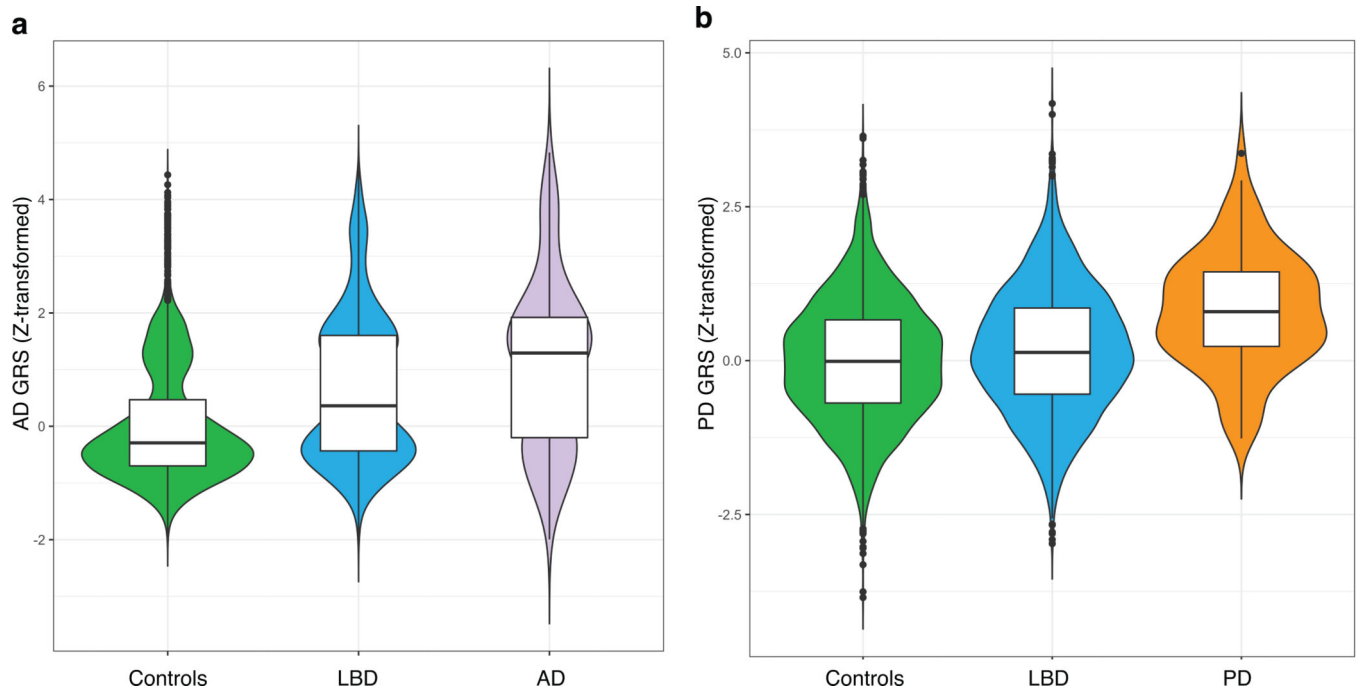 a
AD GRS (Z-transformed)
6
4
2
0
-2
Controls LBD AD
b
PD GRS (Z-transformed)
5.0
2.5
0.0
-2.5
Controls LBD PD